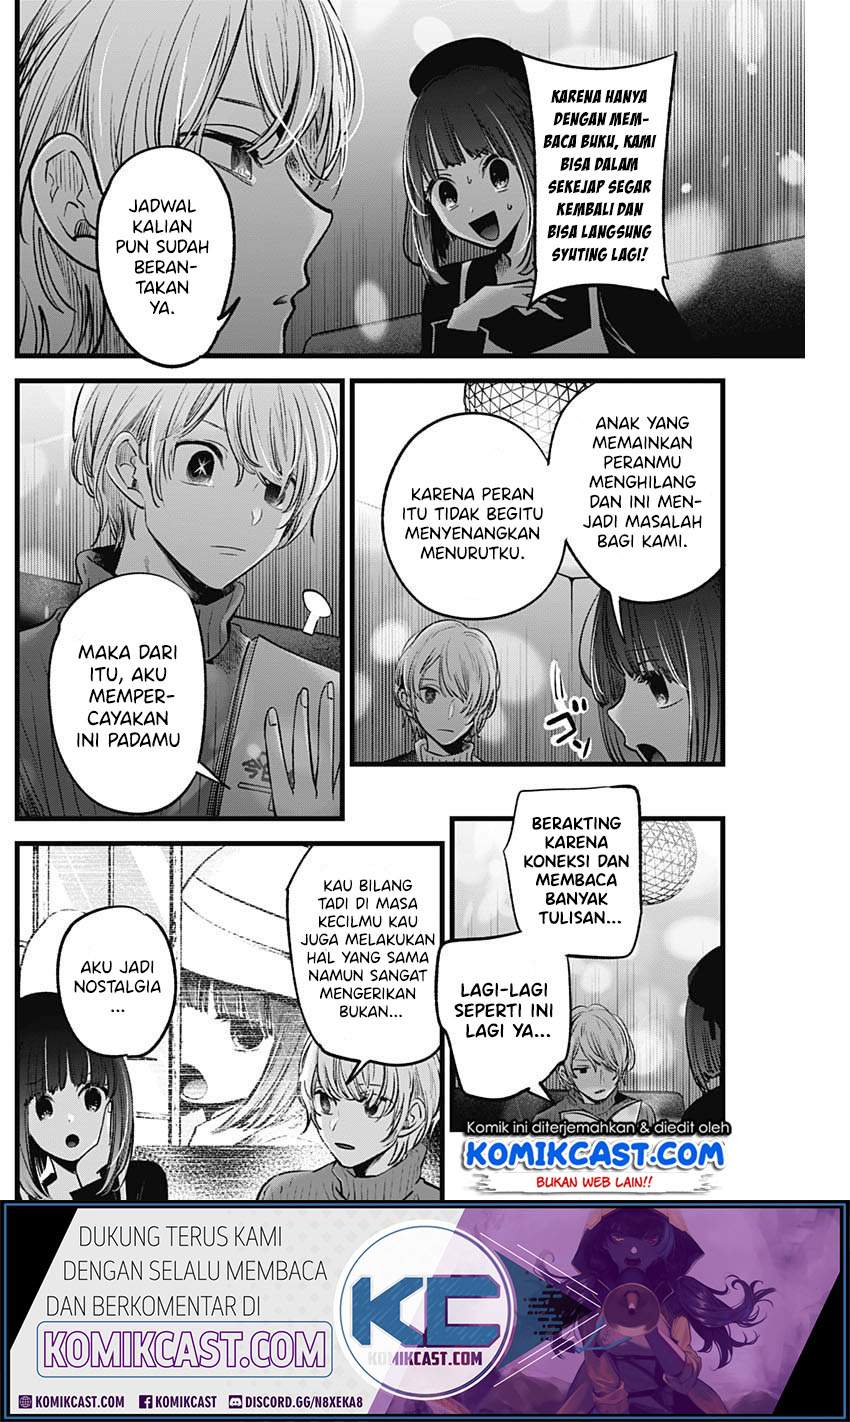 KARENA HANYA
DENGAN MEM-
BACA BUKU, KAMI
BISA DALAM
SEKEJAP SEGAR
KEMBALI DAN
BISA LANGSUNG
SYUTING LAGI!
JADWAL
KALIAN
PUN SUDAH
BERAN-
TAKAN
YA.
ANAK YANG
MEMAINKAN
PERANMU
MENGHILANG
DAN INI MEN-
JADI MASALAH
BAGI KAMI.
KARENA PERAN
ITU TIDAK BEGITU
MENYENANGKAN
MENURUTKU.
MAKA DARI
ITU, AKU
MEMPER-
CAYAKAN
INI PADAMU
BERAKTING
KARENA
KONEKSI DAN
MEMBACA
BANYAK
TULISAN...
LAGI-LAGI
SEPERTI INI
LAGI YA...
KAU BILANG
TADI DI MASA
KECILMU KAU
JUGA MELAKUKAN
HAL YANG SAMA
NAMUN SANGAT
MENGERIKAN
BUKAN...
AKU JADI
NOSTALGIA
...
Komik ini diterjemahkan & diedit oleh
KOMIKCAST.COM
BUKAN WEB LAIN!!
DUKUNG TERUS KAMI
DENGAN SELALU MEMBACA
DAN BERKOMENTAR DI
KOMIKCAST.COM
KC
KOMIKCAST.COM
KOMIKCAST.COM KOMIKCAST DISCORD.GG/N8XEKA8